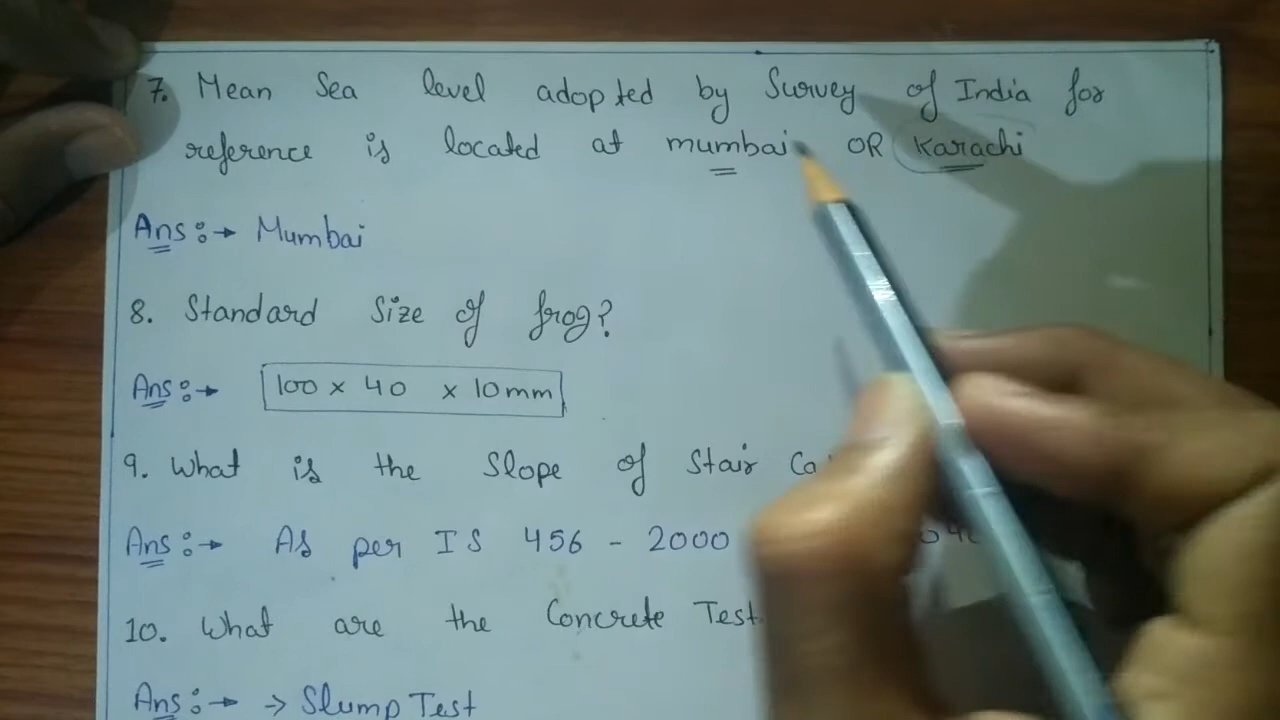 7. Mean Sea level adopted by Survey of India for
reference is located at mumbai OR Karachi
Ans:→ Mumbai
8. Standard Size of frog?
Ans:→ 100 x 40 x 10mm
9. What is the Slope of Stair
Ans:→ As per IS 456 - 2000
10. What are the Concrete Test
Ans:→ → Slump Test